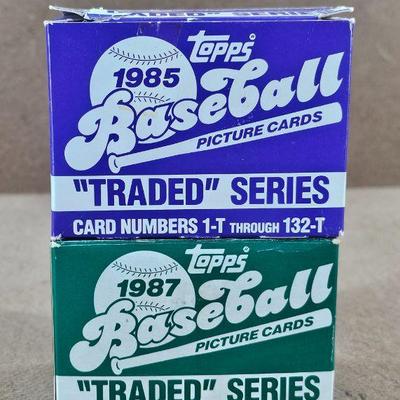 Topps
1985
Baseball
PICTURE CARDS
"TRADED" SERIES
CARD NUMBERS 1-T THROUGH 132-T
Topps
1987
Baseball
PICTURE CARDS
"TRADED" SERIES